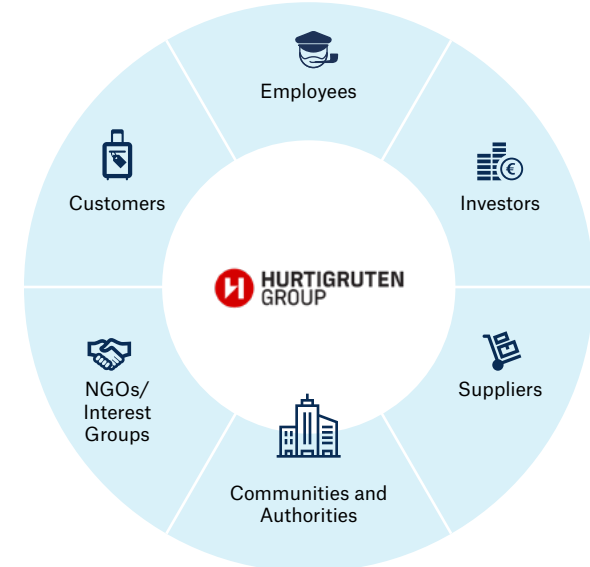 Employees
Customers
Investors
HURTIGRUTEN
GROUP
NGOs/
Interest
Groups
Suppliers
Communities and
Authorities